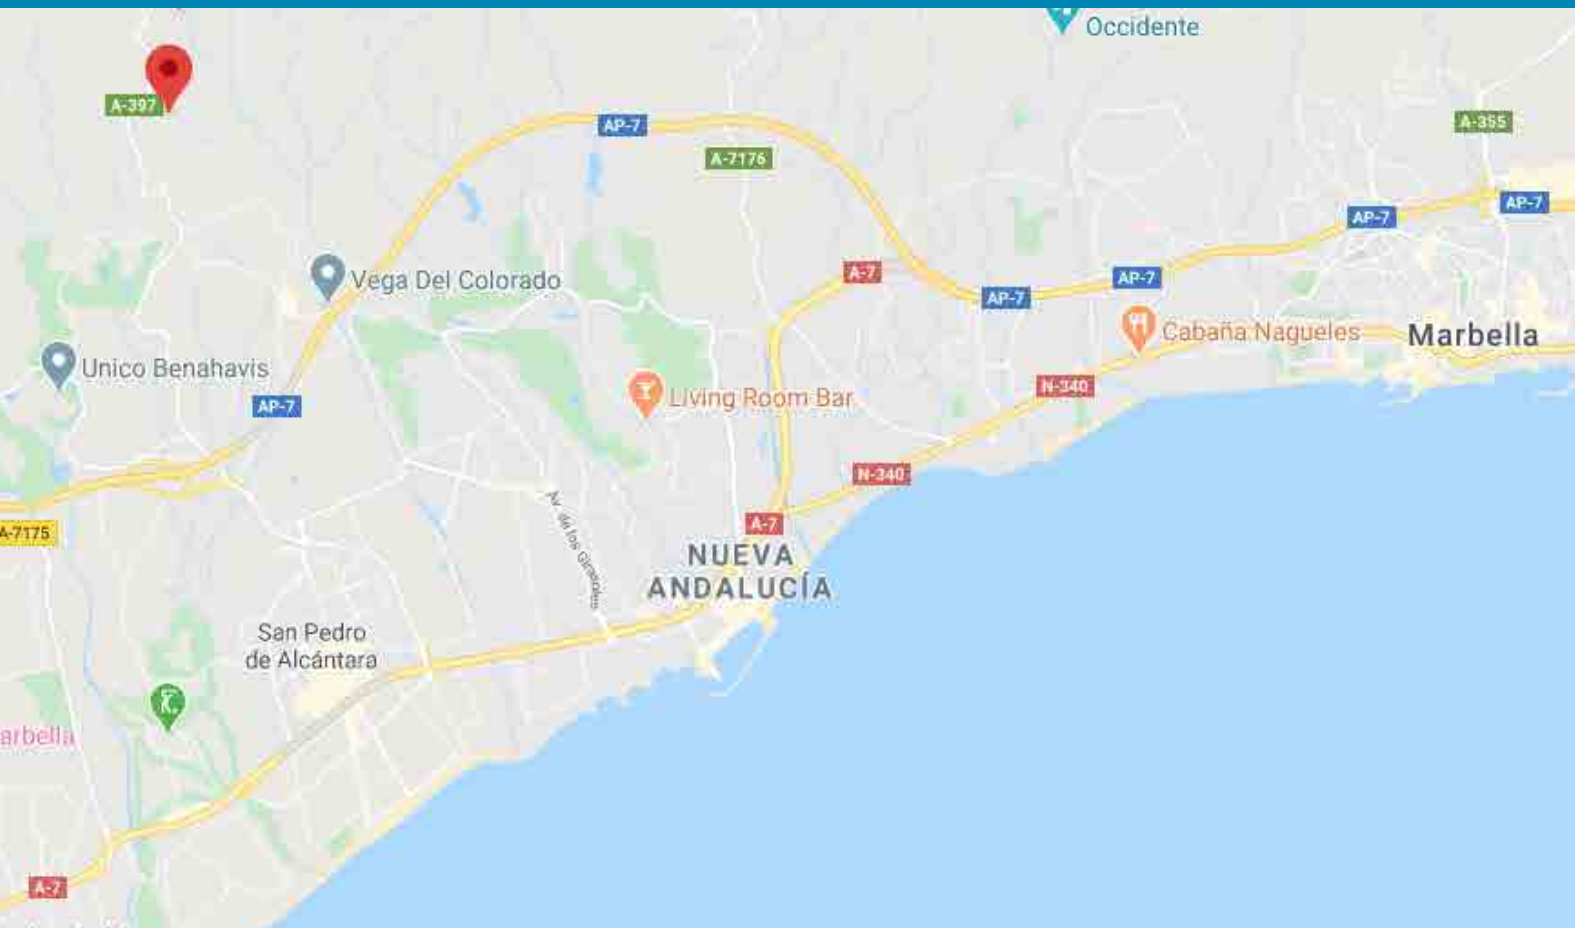 Occidente
A-397
AP-7
A-355
A-7176
AP-7
AP-7
A-7
Vega Del Colorado
AP-7
AP-7
Cabaña Nagueles
Marbella
Unico Benahavis
N-340
Living Room Bar
AP-7
N-340
A-7
A-7175
Av. de los Girasoles
NUEVA
ANDALUCÍA
San Pedro
de Alcántara
arbella
A-7